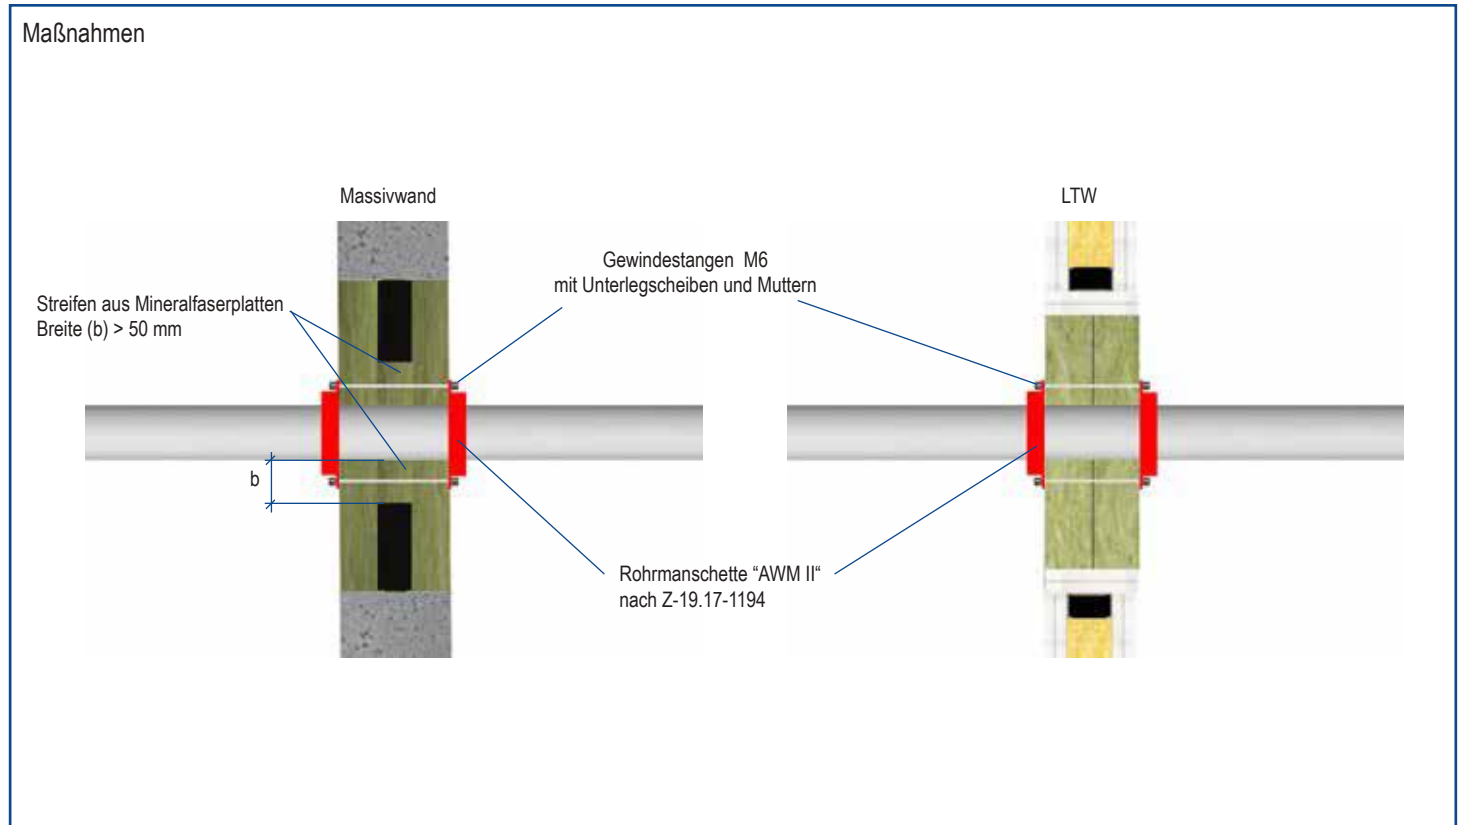 Maßnahmen
Massivwand
LTW
Gewindestangen M6
mit Unterlegscheiben und Muttern
Streifen aus Mineralfaserplatten
Breite (b) > 50 mm
b
Rohrmanschette “AWM II“
nach Z-19.17-1194